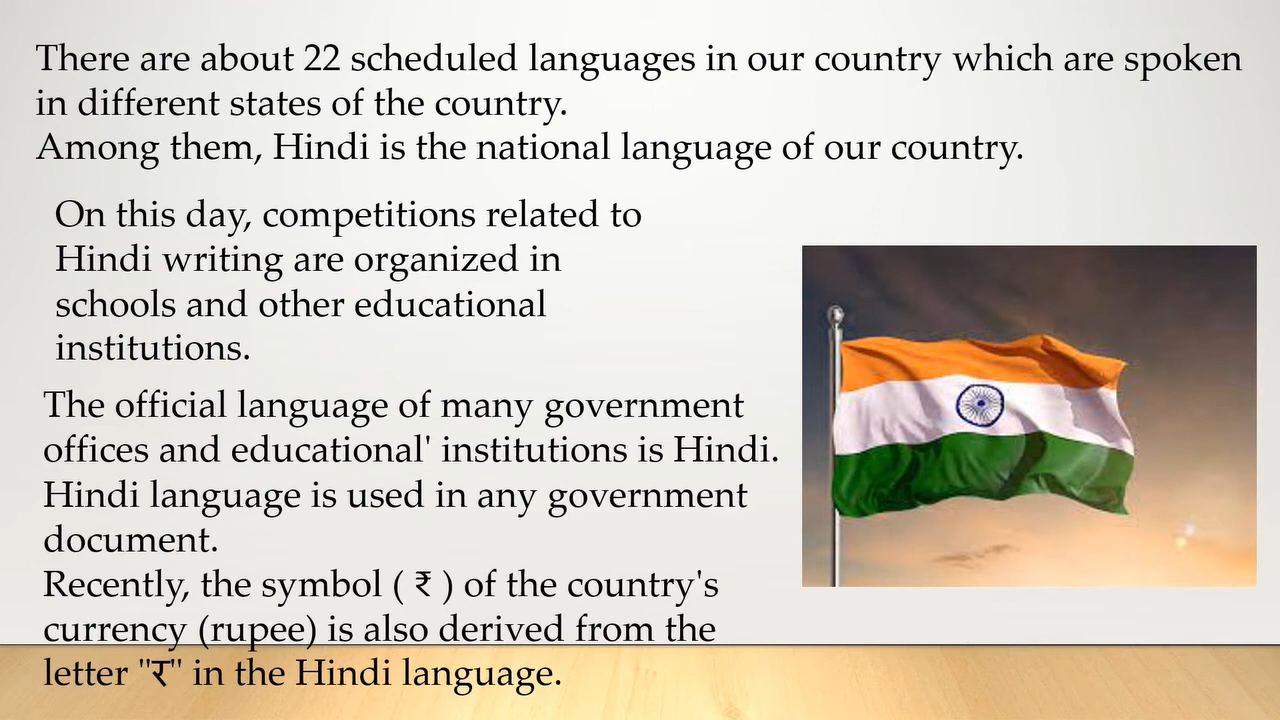 There are about 22 scheduled languages in our country which are spoken
in different states of the country.
Among them, Hindi is the national language of our country.
On this day, competitions related to
Hindi writing are organized in
schools and other educational
institutions.
The official language of many government
offices and educational' institutions is Hindi.
Hindi language is used in any government
document.
Recently, the symbol ( ₹ ) of the country's
currency (rupee) is also derived from the
letter "र" in the Hindi language.